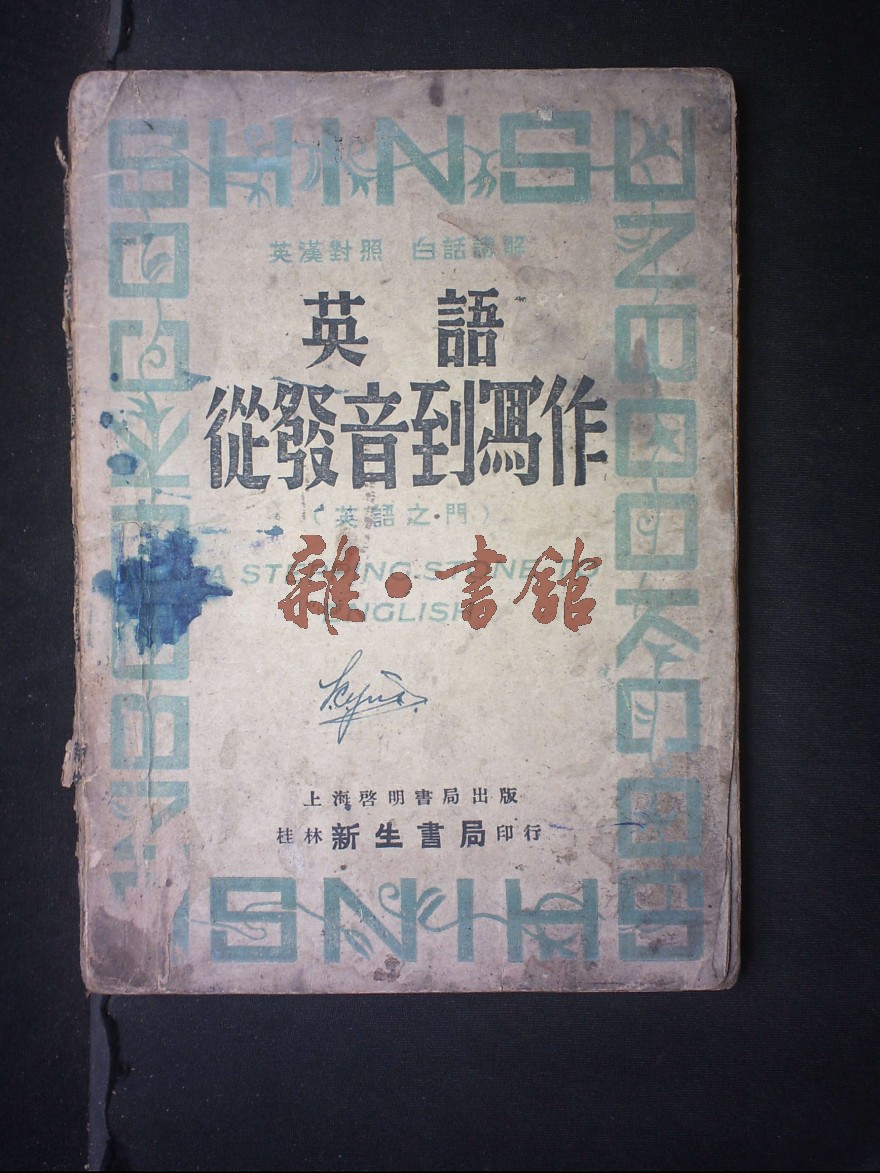 SHINSU
英漢對照 白話講解
英語
從發音到寫作
(英語之門)
A STEPPING-STONE TO
ENGLISH
雜·書館
上海啓明書局出版
桂林新生書局印行